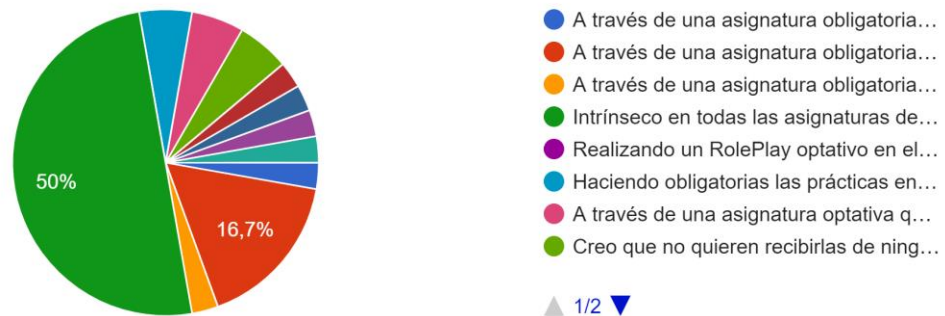 50%
16,7%
A través de una asignatura obligatoria…
A través de una asignatura obligatoria…
A través de una asignatura obligatoria…
Intrínseco en todas las asignaturas de…
Realizando un RolePlay optativo en el…
Haciendo obligatorias las prácticas en…
A través de una asignatura optativa q…
Creo que no quieren recibirlas de ning…
1/2